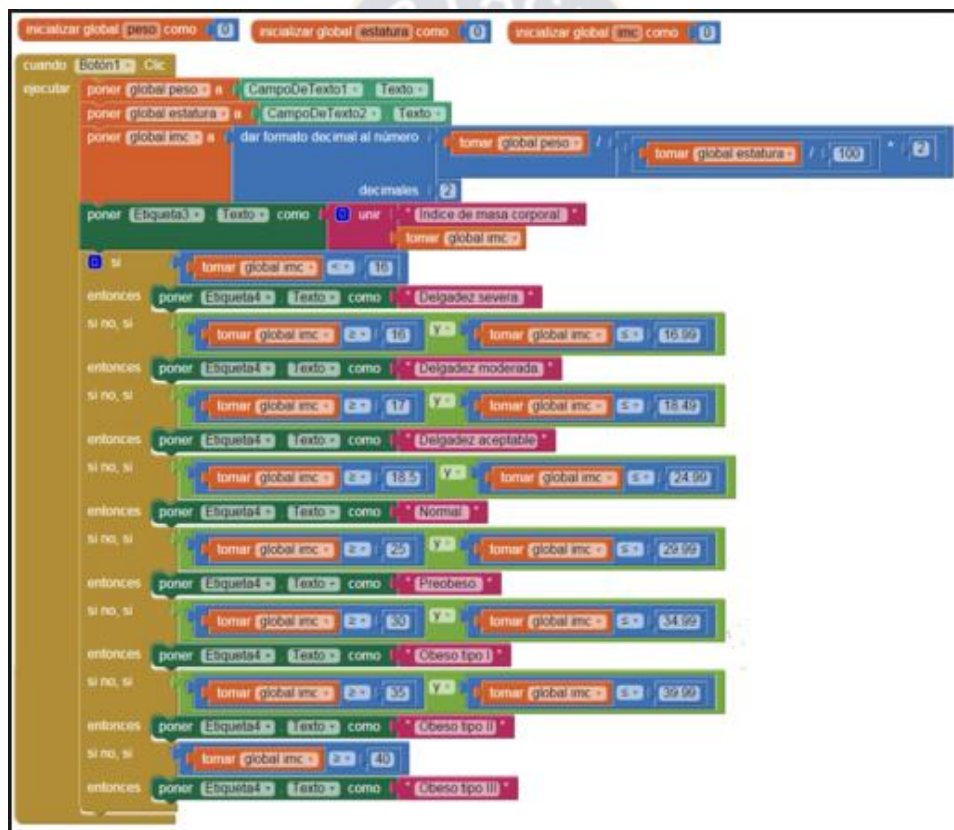 inicializar global peso como 0 inicializar global estatura como 0 inicializar global imc como 0
cuando Botón1 Clic
ejecutar poner global peso a CampoDeTexto1 Texto
poner global estatura a CampoDeTexto2 Texto
poner global imc a dar formato decimal al número tomar global peso / tomar global estatura / 100 ^ 2
decimales 2
poner Etiqueta3 Texto como unir " Indice de masa corporal: "
tomar global imc
si tomar global imc < 16
entonces poner Etiqueta4 Texto como " Delgadez severa. "
si no, si tomar global imc ≥ 16 y tomar global imc ≤ 16.99
entonces poner Etiqueta4 Texto como " Delgadez moderada. "
si no, si tomar global imc ≥ 17 y tomar global imc ≤ 18.49
entonces poner Etiqueta4 Texto como " Delgadez aceptable "
si no, si tomar global imc ≥ 18.5 y tomar global imc ≤ 24.99
entonces poner Etiqueta4 Texto como " Normal. "
si no, si tomar global imc ≥ 25 y tomar global imc ≤ 29.99
entonces poner Etiqueta4 Texto como " Preobeso. "
si no, si tomar global imc ≥ 30 y tomar global imc ≤ 34.99
entonces poner Etiqueta4 Texto como " Obeso tipo I "
si no, si tomar global imc ≥ 35 y tomar global imc ≤ 39.99
entonces poner Etiqueta4 Texto como " Obeso tipo II "
si no, si tomar global imc ≥ 40
entonces poner Etiqueta4 Texto como " Obeso tipo III "